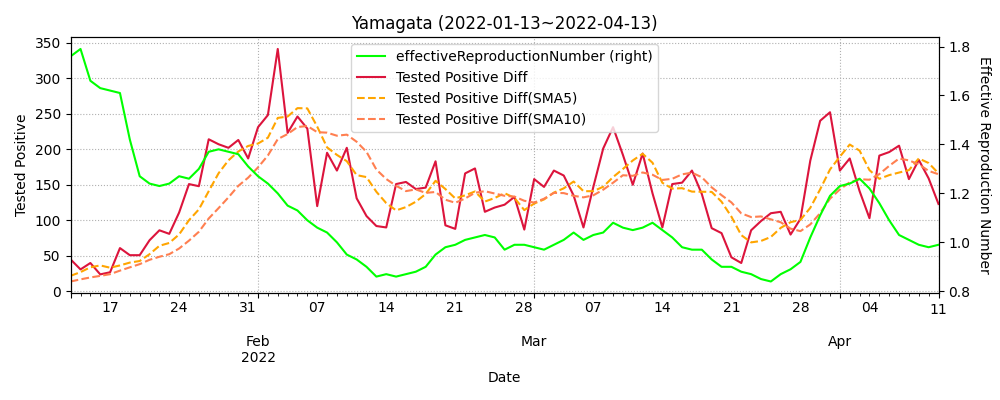 Yamagata (2022-01-13~2022-04-13)
effectiveReproductionNumber (right)
Tested Positive Diff
Tested Positive Diff(SMA5)
Tested Positive Diff(SMA10)
Tested Positive
350
300
250
200
150
100
50
0
1.8
1.6
1.4
1.2
1.0
0.8
Effective Reproduction Number
17 24 31 07 14 21 28 07 14 21 28 04 11
Feb Mar Apr
2022
Date